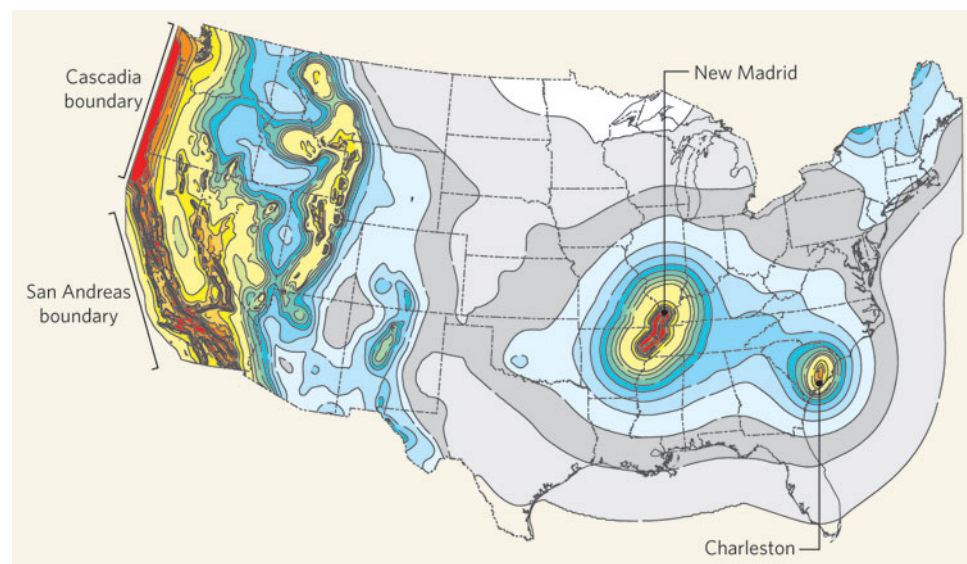 Cascadia
boundary
New Madrid
San Andreas
boundary
Charleston